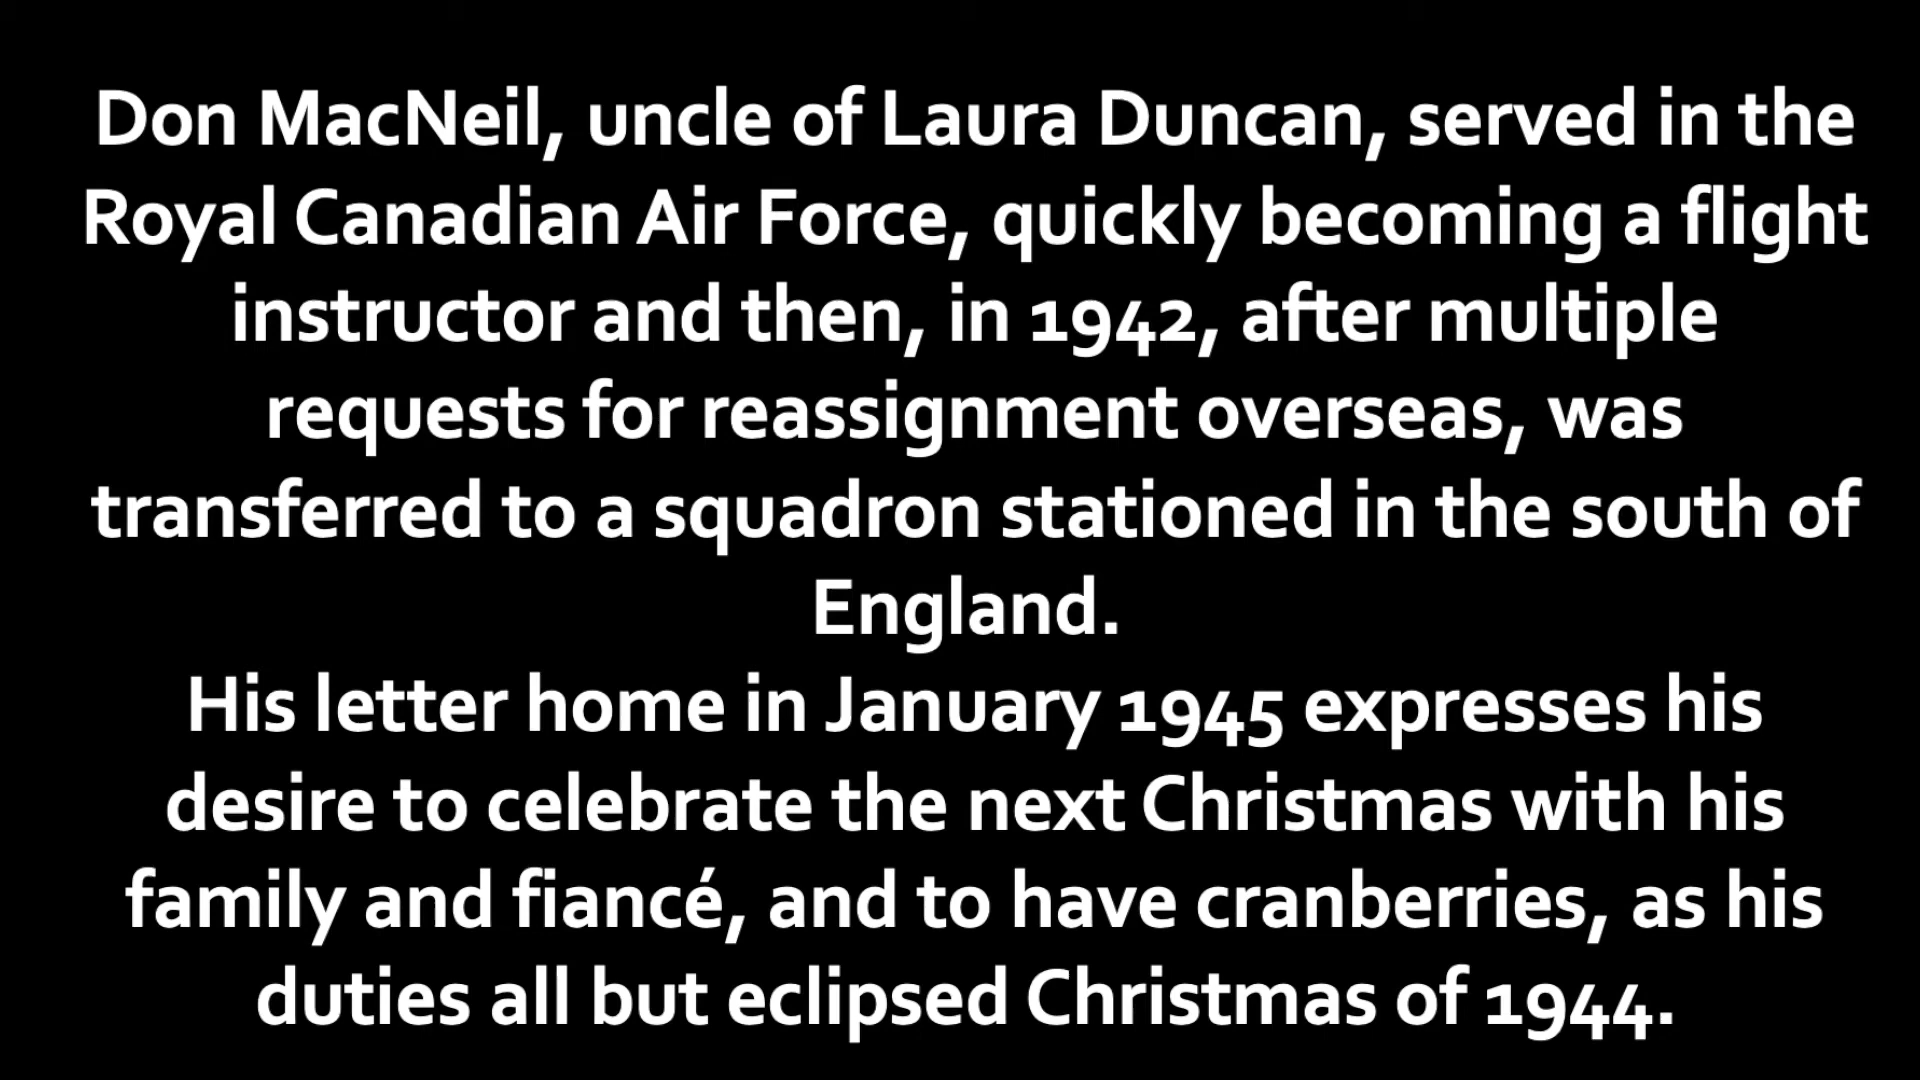 Don MacNeil, uncle of Laura Duncan, served in the
Royal Canadian Air Force, quickly becoming a flight
instructor and then, in 1942, after multiple
requests for reassignment overseas, was
transferred to a squadron stationed in the south of
England.
His letter home in January 1945 expresses his
desire to celebrate the next Christmas with his
family and fiancé, and to have cranberries, as his
duties all but eclipsed Christmas of 1944.